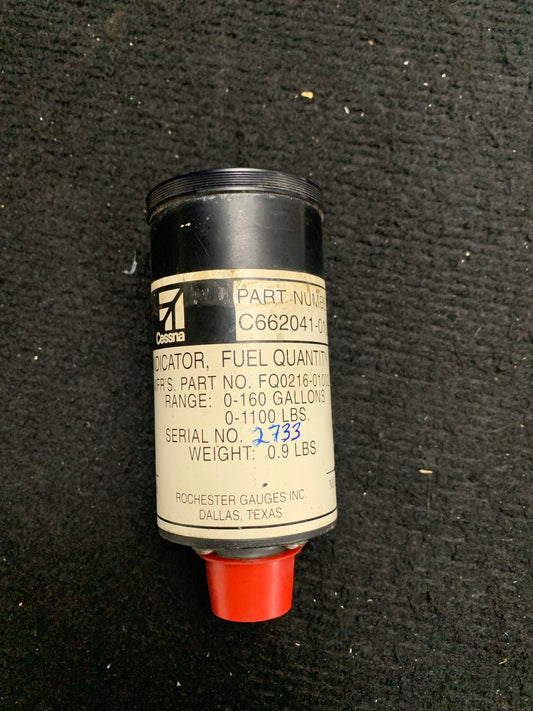 Cessna
PART NUMBE
C662041-01
DICATOR, FUEL QUANTITY
FR'S. PART NO. FQ0216-0100
RANGE: 0-160 GALLONS
0-1100 LBS.
SERIAL NO. 2733
WEIGHT: 0.9 LBS
ROCHESTER GAUGES INC.
DALLAS, TEXAS